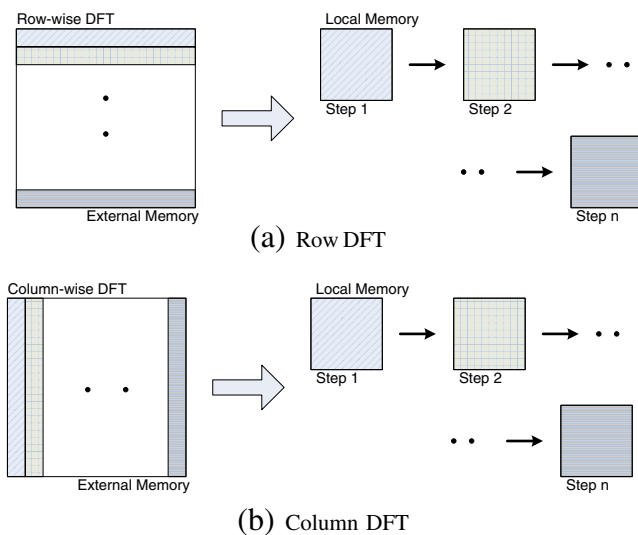 Row-wise DFT
Local Memory
Step 1
Step 2
External Memory
Step n
(a) Row DFT
Column-wise DFT
Local Memory
Step 1
Step 2
External Memory
Step n
(b) Column DFT